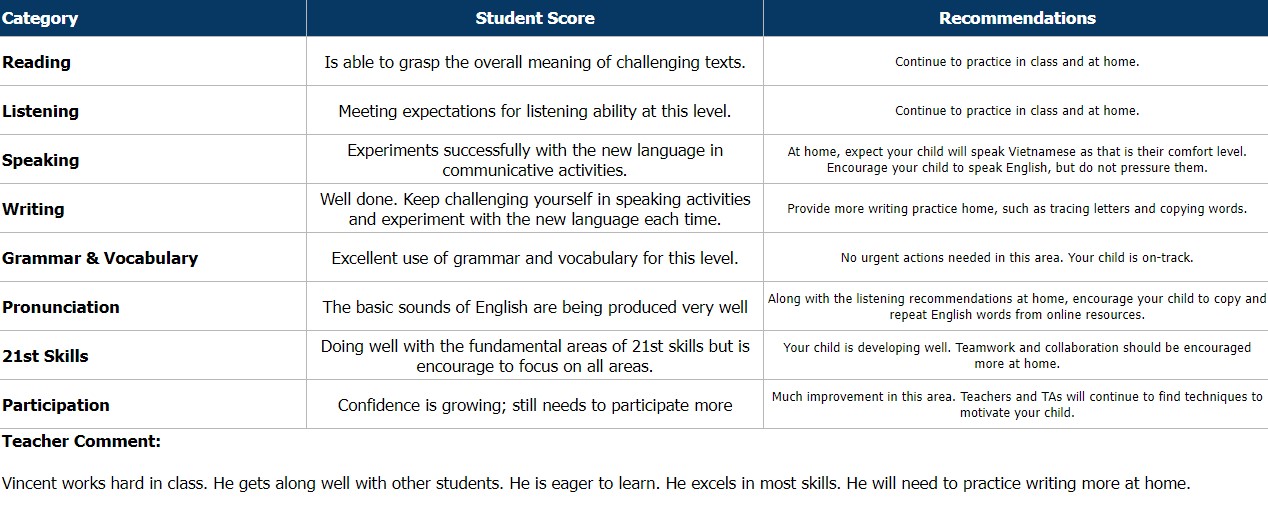 Category Student Score Recommendations
Reading Is able to grasp the overall meaning of challenging texts. Continue to practice in class and at home.
Listening Meeting expectations for listening ability at this level. Continue to practice in class and at home.
Speaking
Experiments successfully with the new language in
communicative activities.
At home, expect your child will speak Vietnamese as that is their comfort level.
Encourage your child to speak English, but do not pressure them.
Writing
Well done. Keep challenging yourself in speaking activities
and experiment with the new language each time.
Provide more writing practice home, such as tracing letters and copying words.
Grammar & Vocabulary Excellent use of grammar and vocabulary for this level. No urgent actions needed in this area. Your child is on-track.
Pronunciation The basic sounds of English are being produced very well
Along with the listening recommendations at home, encourage your child to copy and
repeat English words from online resources.
21st Skills
Doing well with the fundamental areas of 21st skills but is
encourage to focus on all areas.
Your child is developing well. Teamwork and collaboration should be encouraged
more at home.
Participation Confidence is growing; still needs to participate more
Much improvement in this area. Teachers and TAs will continue to find techniques to
motivate your child.
Teacher Comment:
Vincent works hard in class. He gets along well with other students. He is eager to learn. He excels in most skills. He will need to practice writing more at home.